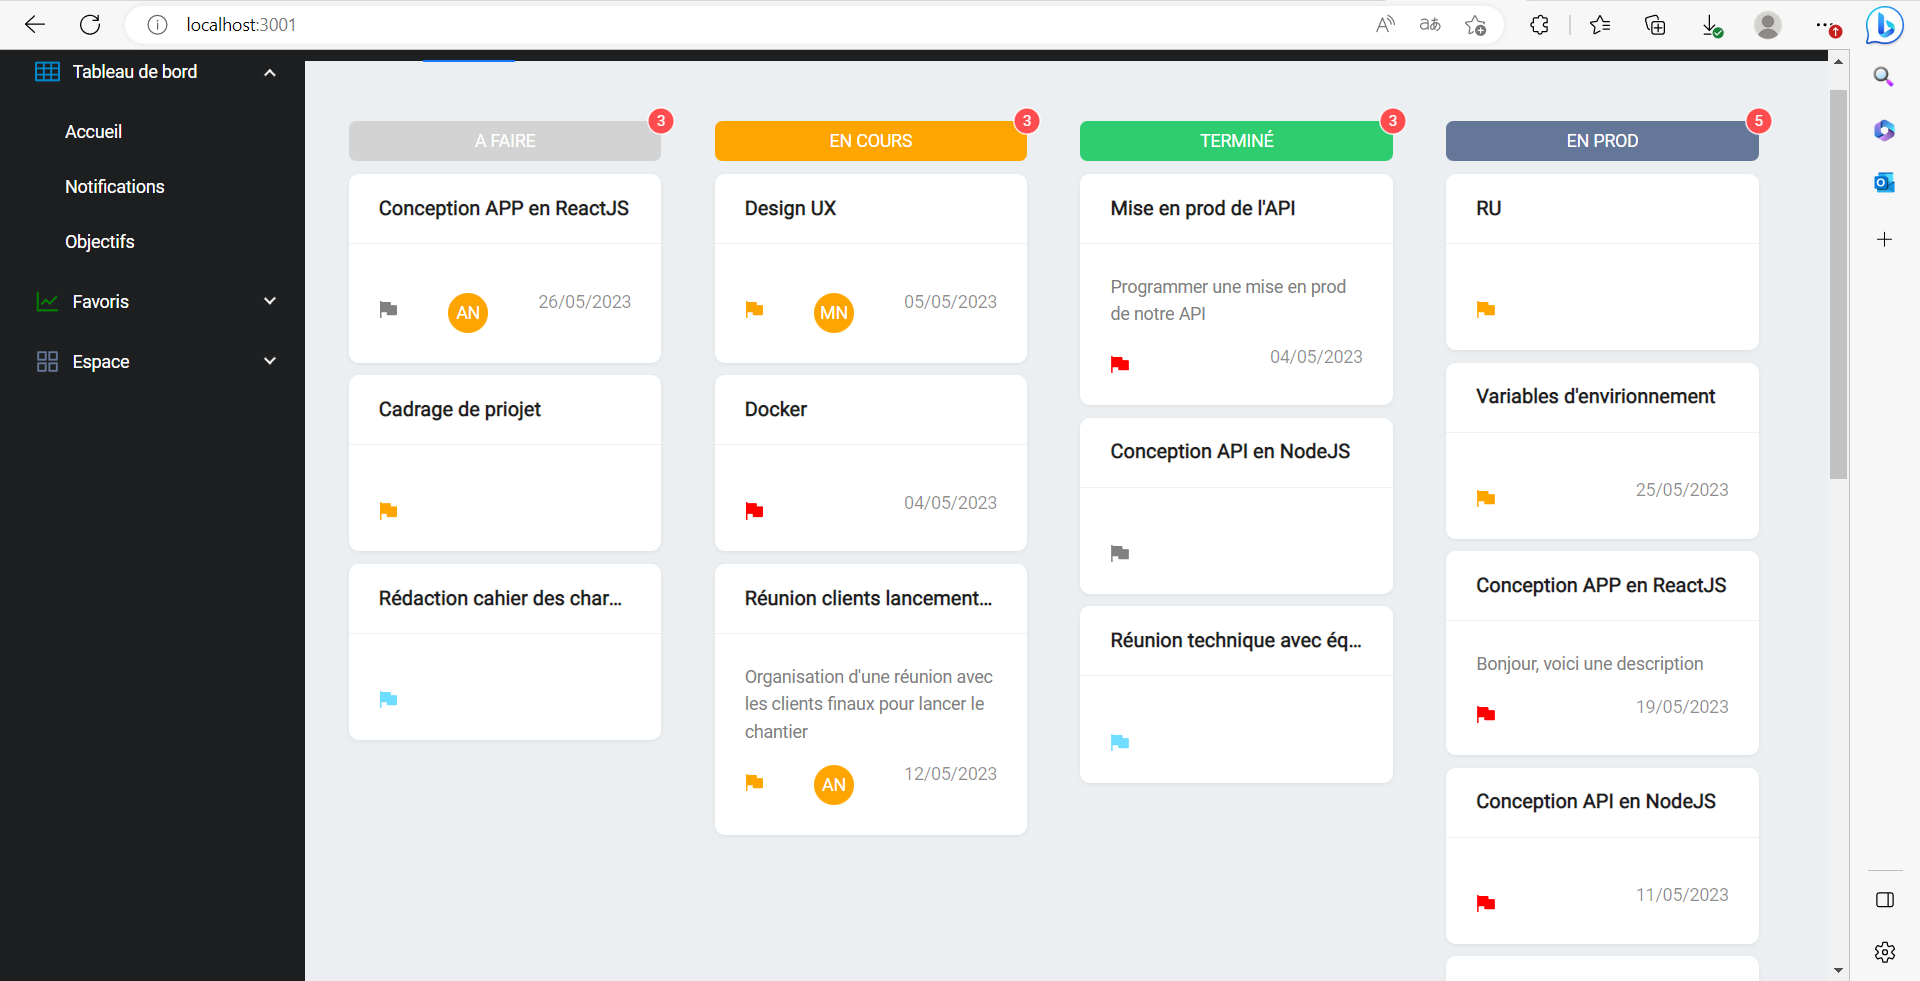 localhost:3001
Tableau de bord
Accueil
Notifications
Objectifs
Favoris
Espace
A FAIRE
3
Conception APP en ReactJS
AN
26/05/2023
Cadrage de priojet
Rédaction cahier des char...
EN COURS
3
Design UX
MN
05/05/2023
Docker
04/05/2023
Réunion clients lancement...
Organisation d'une réunion avec
les clients finaux pour lancer le
chantier
AN
12/05/2023
TERMINÉ
3
Mise en prod de l'API
Programmer une mise en prod
de notre API
04/05/2023
Conception API en NodeJS
Réunion technique avec éq...
EN PROD
5
RU
Variables d'envirionnement
25/05/2023
Conception APP en ReactJS
Bonjour, voici une description
19/05/2023
Conception API en NodeJS
11/05/2023